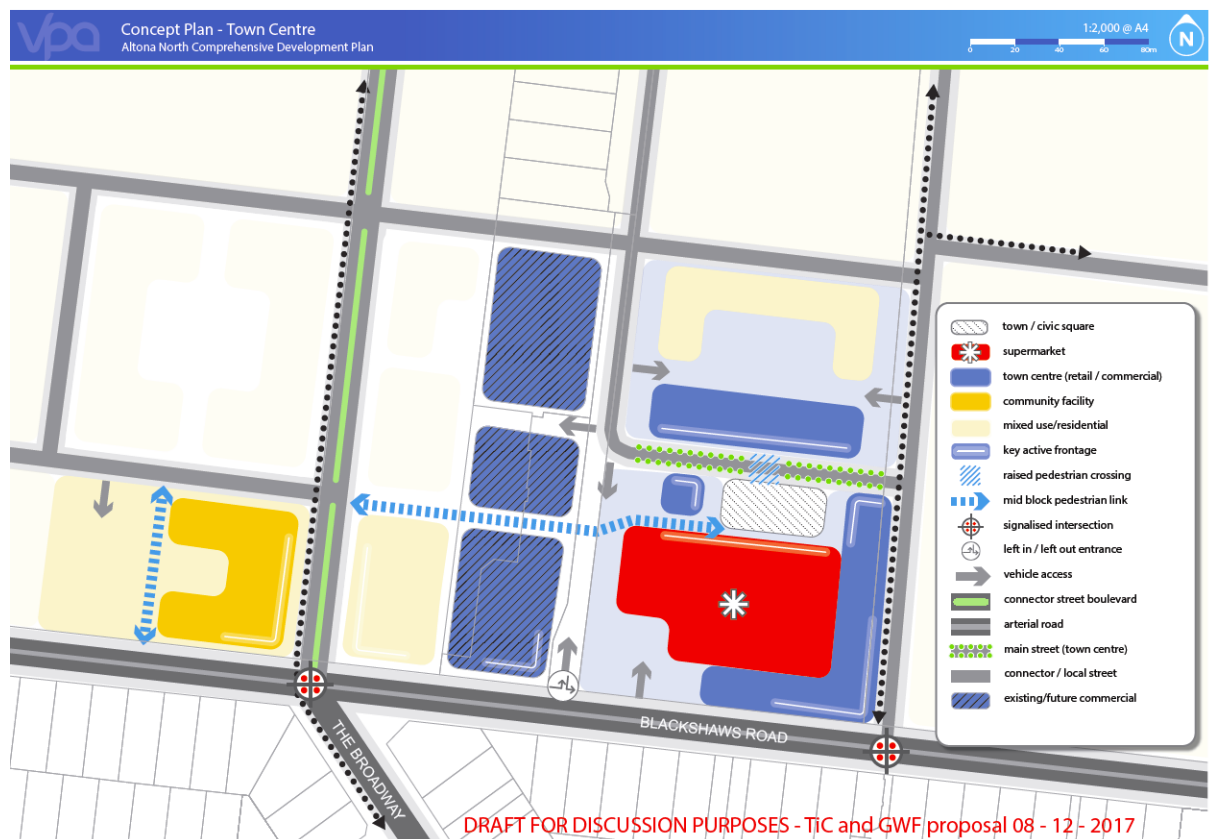 vpa
Concept Plan - Town Centre
Altona North Comprehensive Development Plan
1:2,000 @ A4
0 20 40 60 80m
N
town / civic square
supermarket
town centre (retail / commercial)
community facility
mixed use/residential
key active frontage
raised pedestrian crossing
mid block pedestrian link
signalised intersection
left in / left out entrance
vehicle access
connector street boulevard
arterial road
main street (town centre)
connector / local street
existing/future commercial
BLACKSHAWS ROAD
THE BROADWAY
DRAFT FOR DISCUSSION PURPOSES - TiC and GWF proposal 08 - 12 - 2017